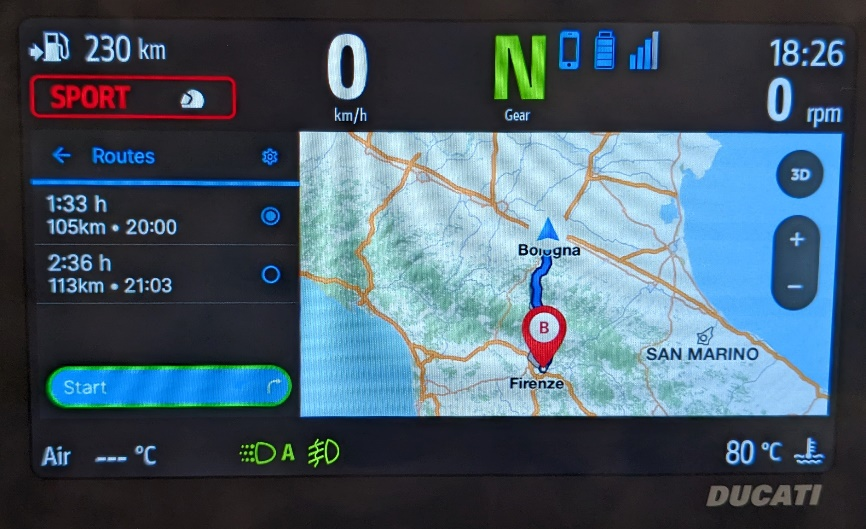 230 km
SPORT
0
km/h
N
Gear
18:26
0 rpm
Routes
1:33 h
105km • 20:00
2:36 h
113km • 21:03
Start
3D
+
−
Bologna
B
SAN MARINO
Firenze
Air --- °C
A
80 °C
DUCATI